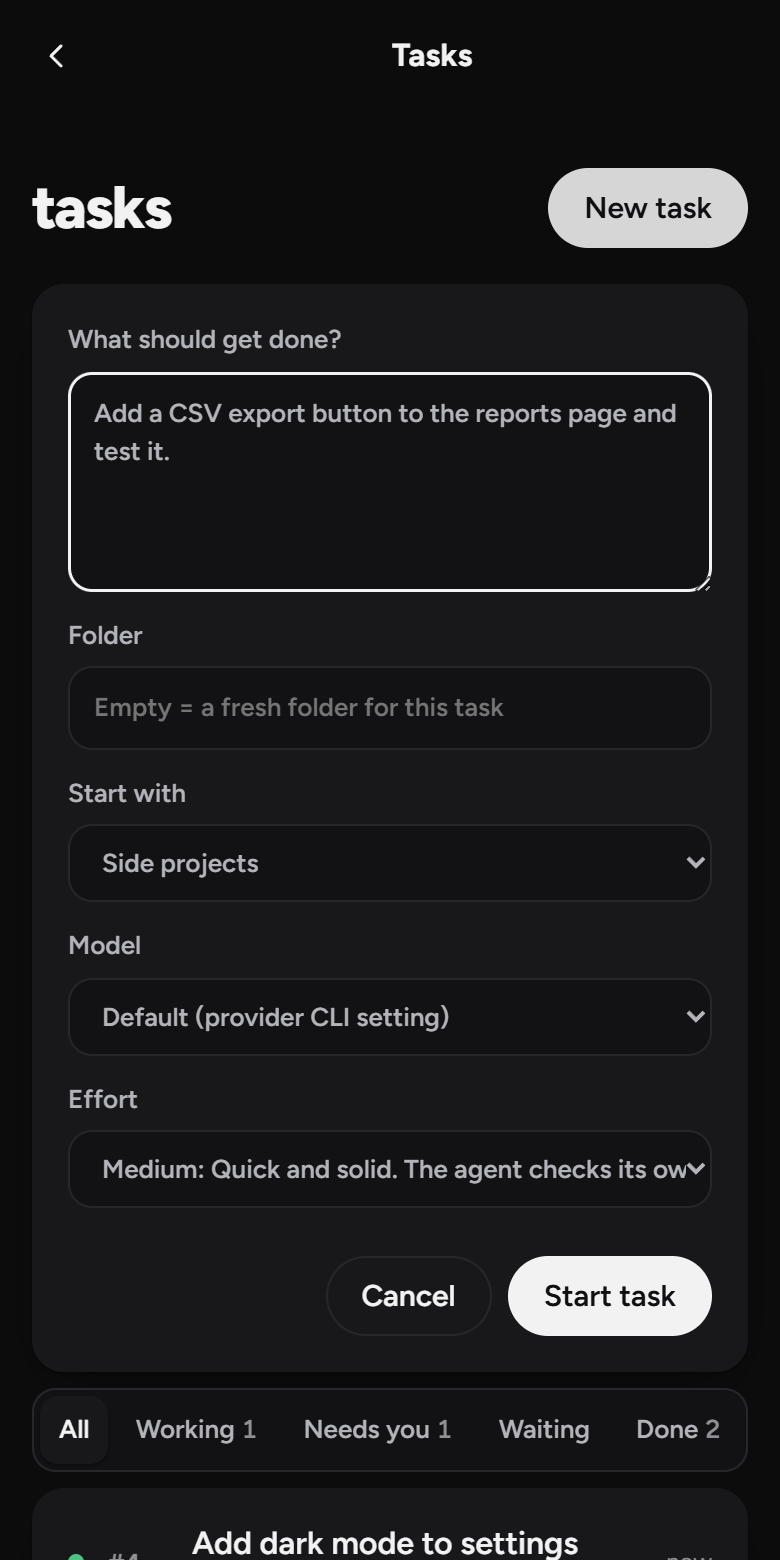 Tasks
tasks
New task
What should get done?
Add a CSV export button to the reports page and
test it.
Folder
Empty = a fresh folder for this task
Start with
Side projects
Model
Default (provider CLI setting)
Effort
Medium: Quick and solid. The agent checks its ow
Cancel
Start task
All
Working 1
Needs you 1
Waiting
Done 2
Add dark mode to settings
#4
now